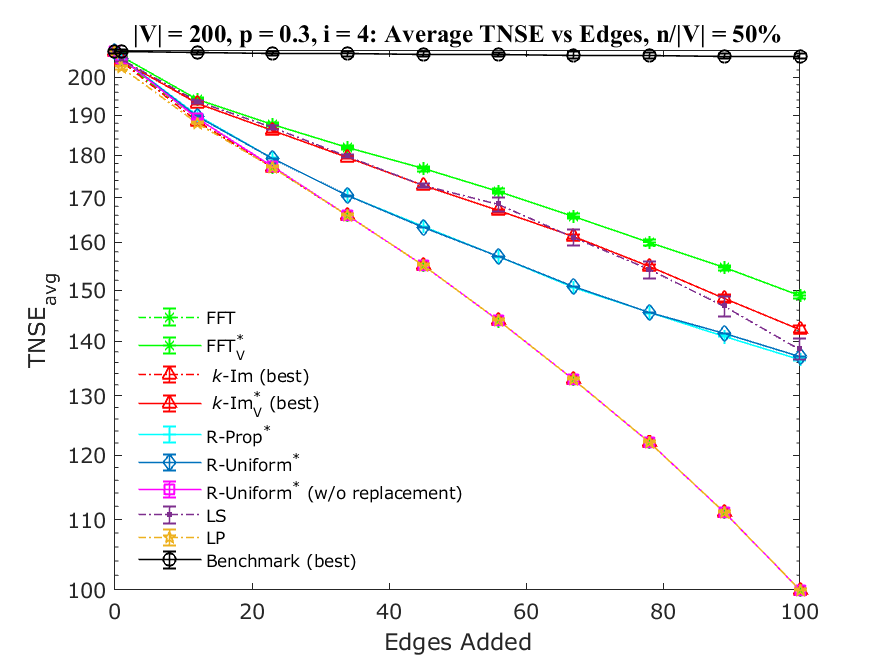 |V| = 200, p = 0.3, i = 4: Average TNSE vs Edges, n/|V| = 50%
200
190
180
170
160
150
140
130
120
110
100
TNSE_avg
FFT
FFT*_V
k-Im (best)
k-Im*_V (best)
R-Prop*
R-Uniform*
R-Uniform* (w/o replacement)
LS
LP
Benchmark (best)
0 20 40 60 80 100
Edges Added